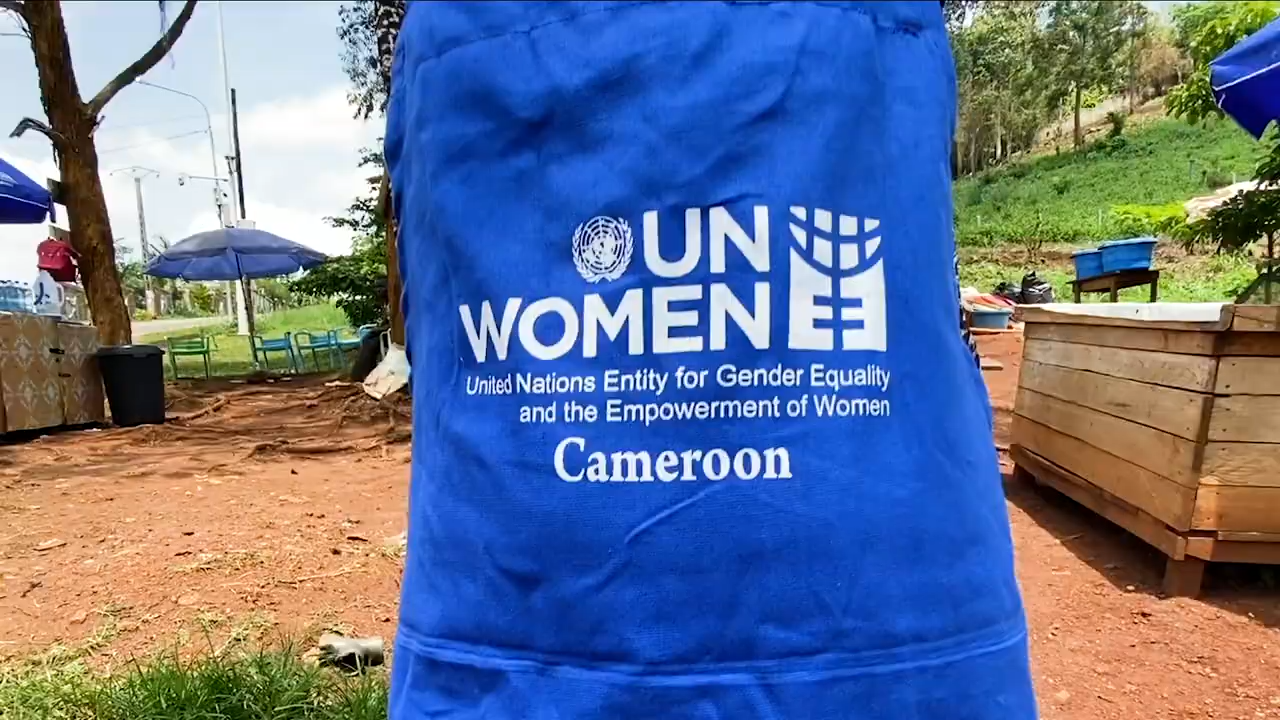 UN
WOMEN
United Nations Entity for Gender Equality
and the Empowerment of Women
Cameroon